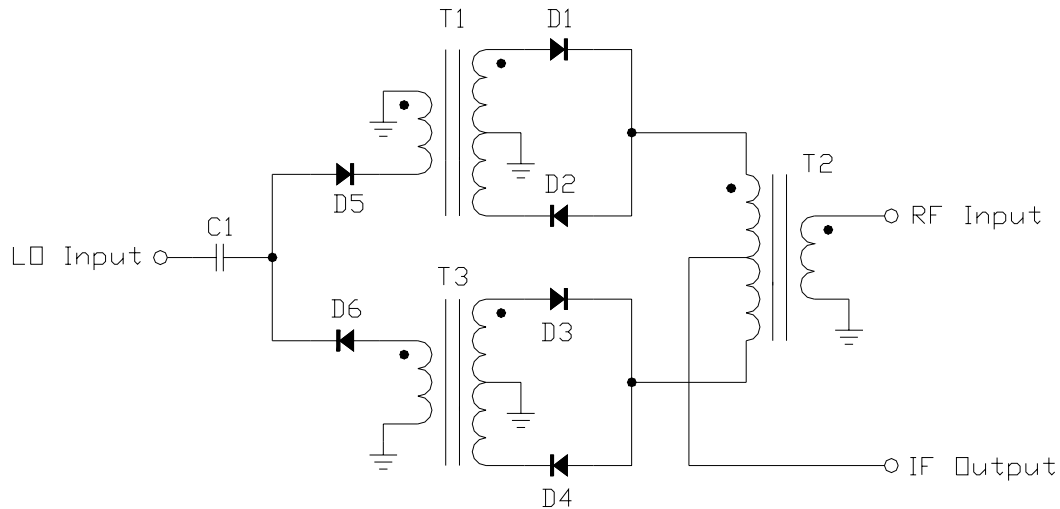 T1
D1
D2
T2
D5
RF Input
C1
LO Input
T3
D6
D3
IF Output
D4